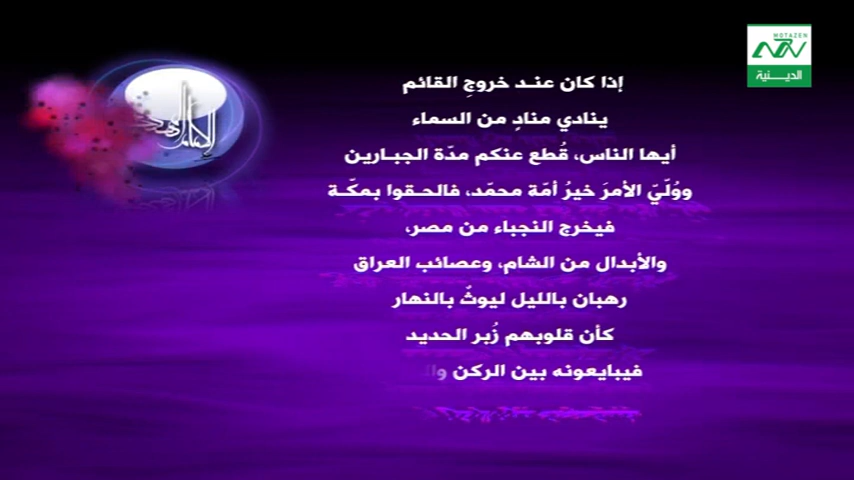 MOTAZEN
الدينية
إذا كان عند خروجِ القائم
ينادي منادٍ من السماء
أيها الناس، قُطع عنكم مدّة الجبارين
ووُلّيَ الأمرَ خيرُ أمّة محمّد، فالحقوا بمكّة
فيخرج النجباء من مصر،
والأبدال من الشام، وعصائب العراق
رهبان بالليل ليوثٌ بالنهار
كأن قلوبهم زُبر الحديد
فيبايعونه بين الركن
الإمام المهدي